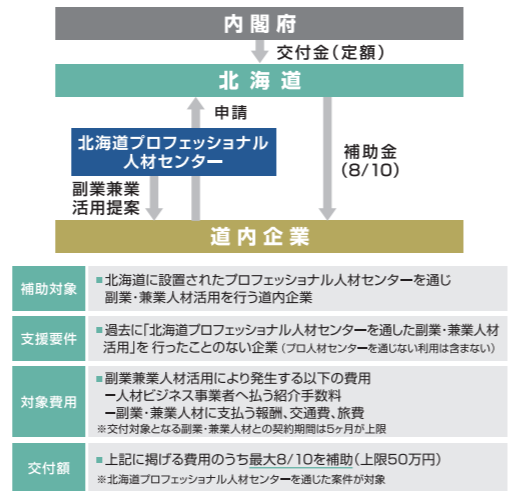 内閣府
交付金(定額)
北海道
申請
北海道プロフェッショナル
人材センター
補助金
(8/10)
副業兼業
活用提案
道内企業
補助対象
■北海道に設置されたプロフェッショナル人材センターを通じ
副業・兼業人材活用を行う道内企業
支援要件
■過去に「北海道プロフェッショナル人材センターを通した副業・兼業人材
活用」を 行ったことのない企業(プロ人材センターを通じない利用は含まない)
対象費用
■副業兼業人材活用により発生する以下の費用
ー人材ビジネス事業者へ払う紹介手数料
ー副業・兼業人材に支払う報酬、交通費、旅費
※交付対象となる副業・兼業人材との契約期間は5ヶ月が上限
交付額
■上記に掲げる費用のうち最大8/10を補助(上限50万円)
※北海道プロフェッショナル人材センターを通じた案件が対象